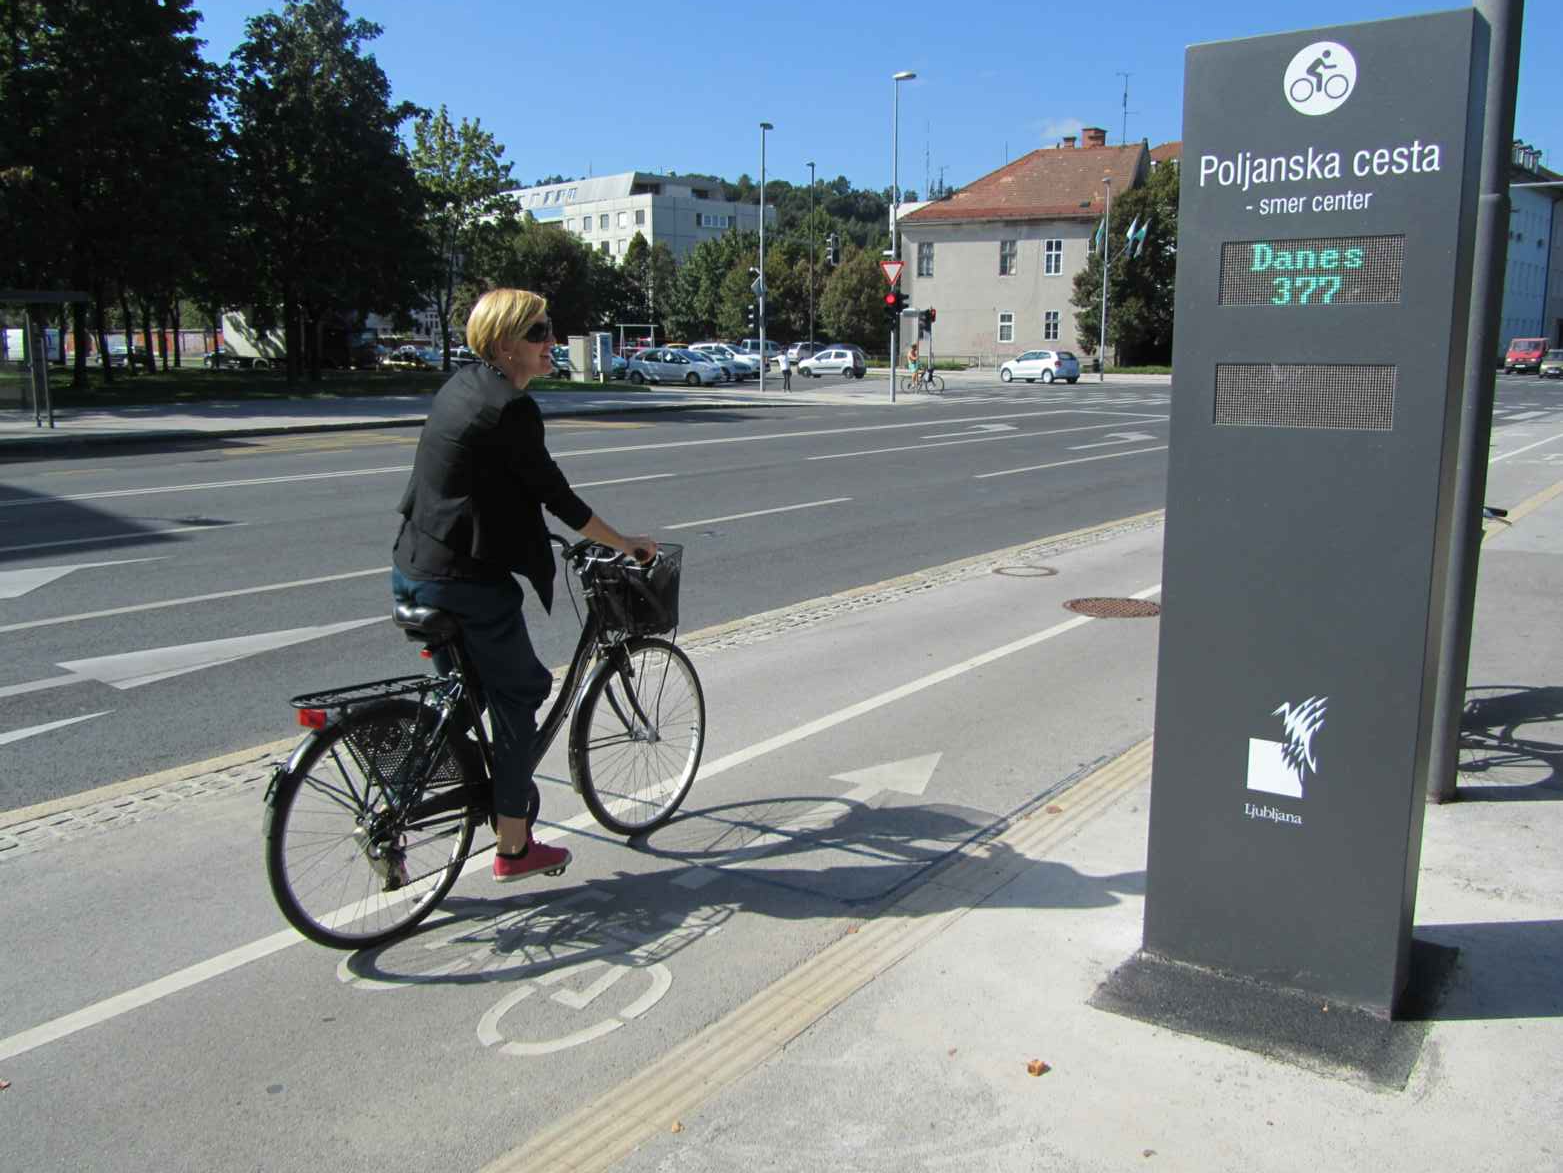 Poljanska cesta
- smer center
Danes
377
Ljubljana